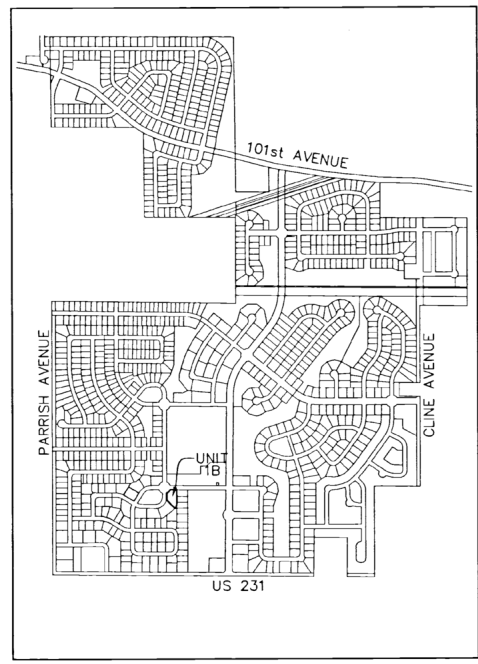 101st AVENUE
PARRISH AVENUE
CLINE AVENUE
UNIT
1B
US 231